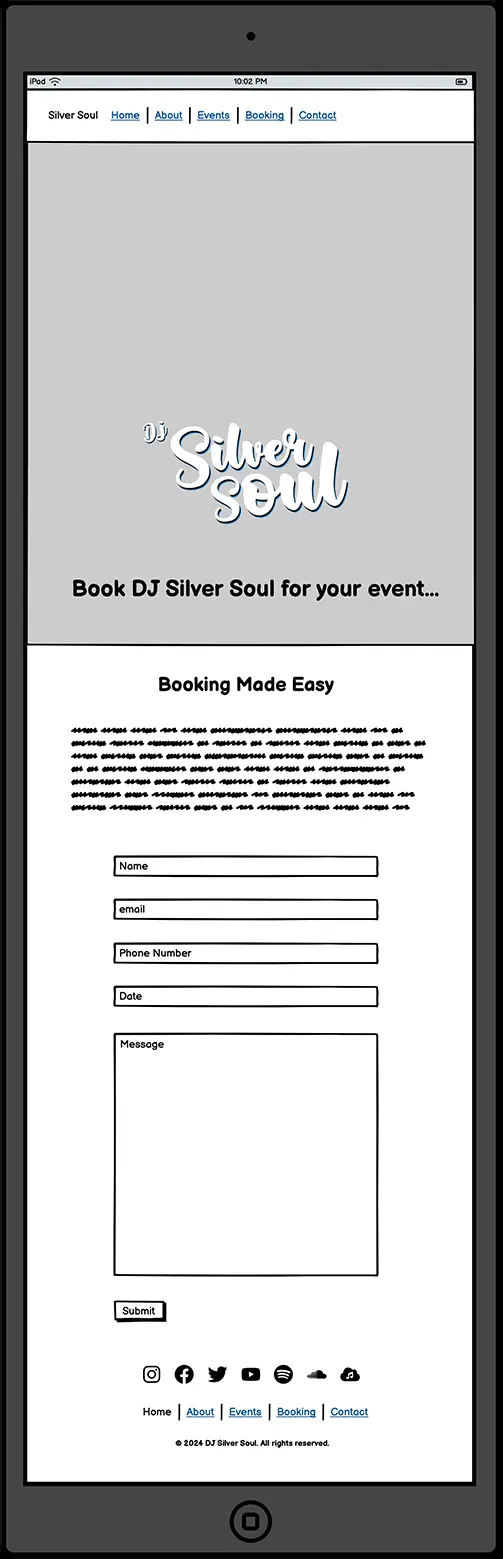 iPad 10:02 PM
Silver Soul Home About Events Booking Contact
Dj
Silver
Soul
Book DJ Silver Soul for your event...
Booking Made Easy
Name
email
Phone Number
Date
Message
Submit
Home About Events Booking Contact
© 2024 DJ Silver Soul. All rights reserved.